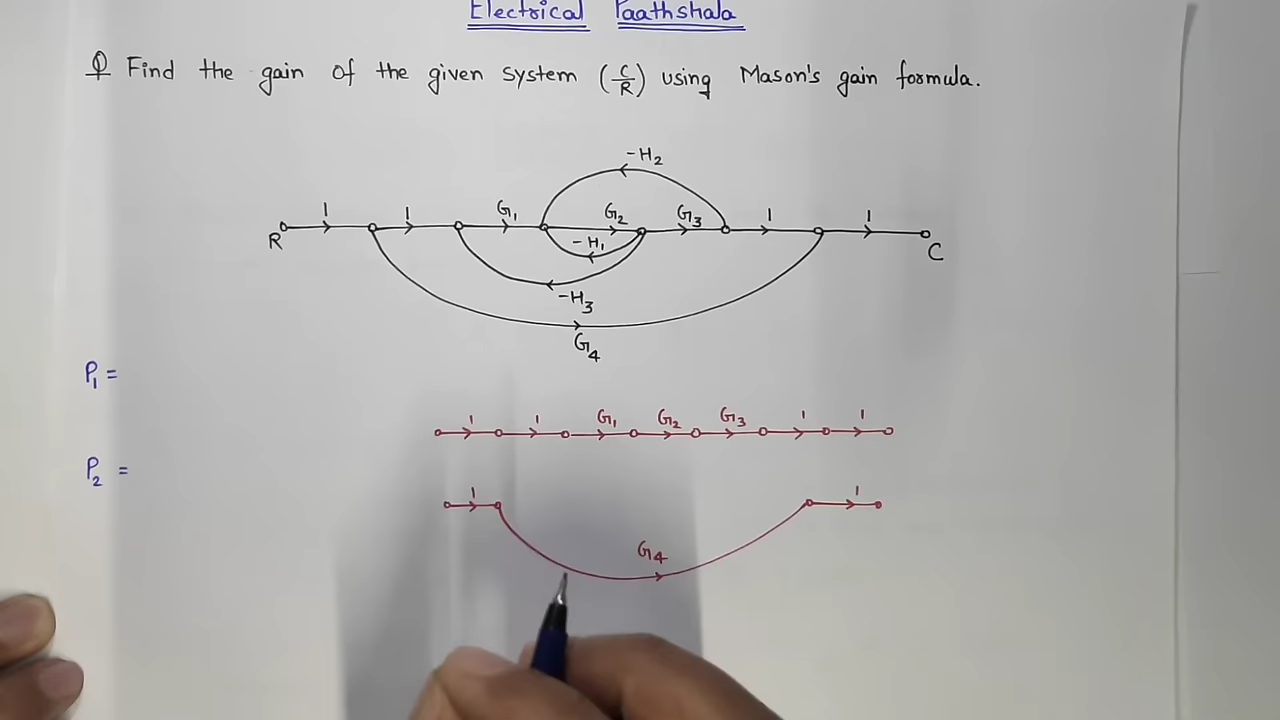 Electrical Paathshala
Q Find the gain of the given system (C/R) using Mason's gain formula.
-H₂
1 1 G₁ G₂ G₃ 1 1
R -H₁ C
-H₃
G₄
P₁ =
1 1 G₁ G₂ G₃ 1 1
P₂ =
1 1
G₄